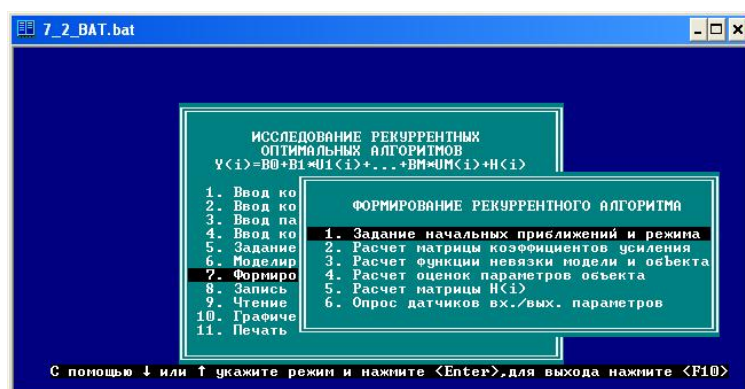 7_2_BAT.bat
ИССЛЕДОВАНИЕ РЕКУРРЕНТНЫХ
ОПТИМАЛЬНЫХ АЛГОРИТМОВ
Y(i)=B0+B1*U1(i)+...+BM*UM(i)+H(i)
1. Ввод ко
2. Ввод ко
3. Ввод па
4. Ввод ко
5. Задание
6. Моделир
7. Формиро
8. Запись
9. Чтение
10. Графиче
11. Печать
ФОРМИРОВАНИЕ РЕКУРРЕНТНОГО АЛГОРИТМА
1. Задание начальных приближений и режима
2. Расчет матрицы коэффициентов усиления
3. Расчет функции невязки модели и объекта
4. Расчет оценок параметров объекта
5. Расчет матрицы H(i)
6. Опрос датчиков вх./вых. параметров
С помощью ↓ или ↑ укажите режим и нажмите <Enter>,для выхода нажмите <F10>